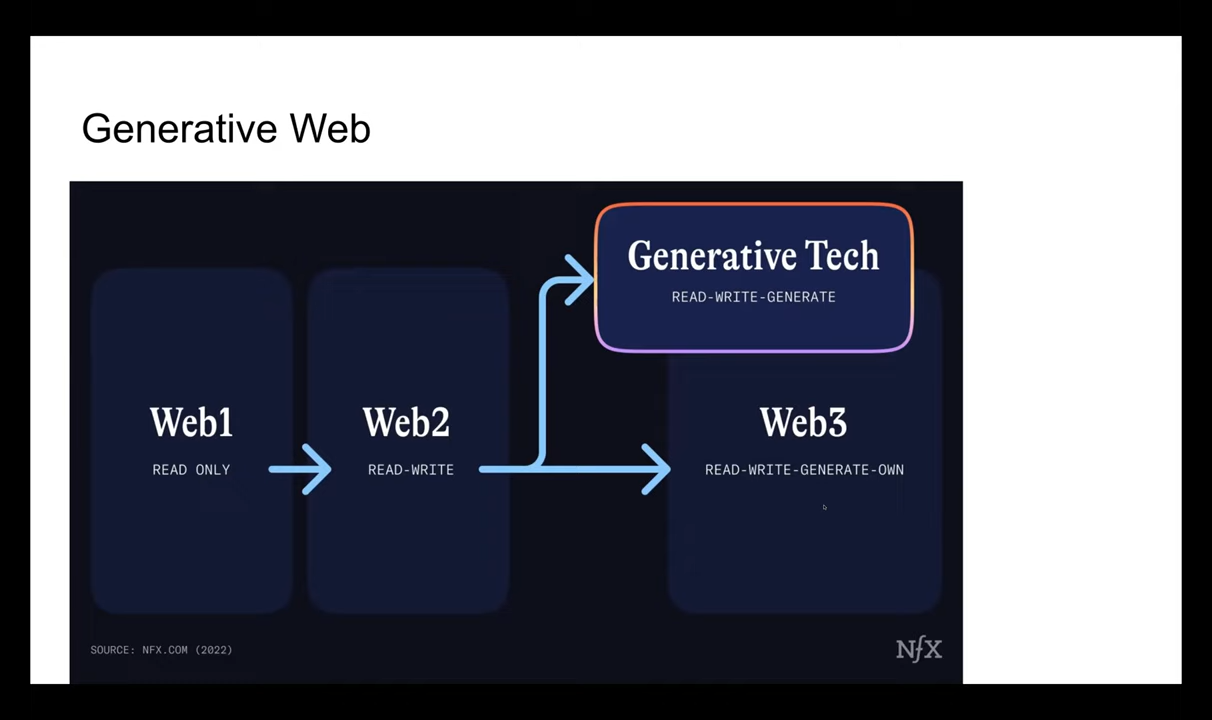 Generative Web
Generative Tech
READ-WRITE-GENERATE
Web1
READ ONLY
Web2
READ-WRITE
Web3
READ-WRITE-GENERATE-OWN
SOURCE: NFX.COM (2022)
NfX